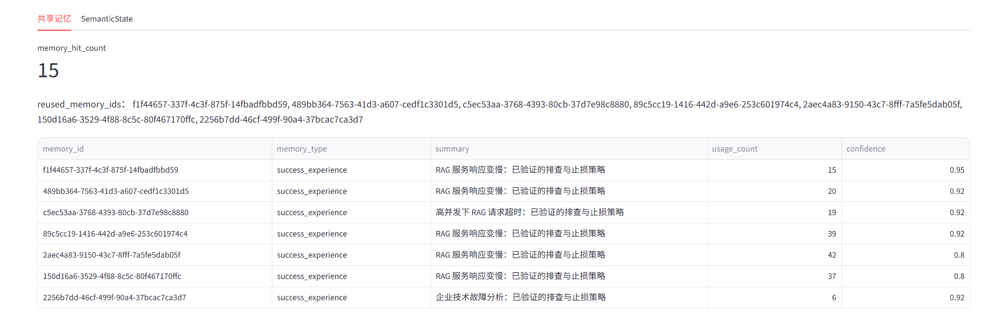 共享记忆 SemanticState
memory_hit_count
15
reused_memory_ids: f1f44657-337f-4c3f-875f-14fbadfbbd59, 489bb364-7563-41d3-a607-cedf1c3301d5, c5ec53aa-3768-4393-80cb-37d7e98c8880, 89c5cc19-1416-442d-a9e6-253c601974c4, 2aec4a83-9150-43c7-8fff-7a5fe5dab05f,
150d16a6-3529-4f88-8c5c-80f467170ffc, 2256b7dd-46cf-499f-90a4-37bcac7ca3d7
memory_id memory_type summary usage_count confidence
f1f44657-337f-4c3f-875f-14fbadfbbd59 success_experience RAG 服务响应变慢：已验证的排查与止损策略 15 0.95
489bb364-7563-41d3-a607-cedf1c3301d5 success_experience RAG 服务响应变慢：已验证的排查与止损策略 20 0.92
c5ec53aa-3768-4393-80cb-37d7e98c8880 success_experience 高并发下 RAG 请求超时：已验证的排查与止损策略 19 0.92
89c5cc19-1416-442d-a9e6-253c601974c4 success_experience RAG 服务响应变慢：已验证的排查与止损策略 39 0.92
2aec4a83-9150-43c7-8fff-7a5fe5dab05f success_experience RAG 服务响应变慢：已验证的排查与止损策略 42 0.8
150d16a6-3529-4f88-8c5c-80f467170ffc success_experience RAG 服务响应变慢：已验证的排查与止损策略 37 0.8
2256b7dd-46cf-499f-90a4-37bcac7ca3d7 success_experience 企业技术故障分析：已验证的排查与止损策略 6 0.92